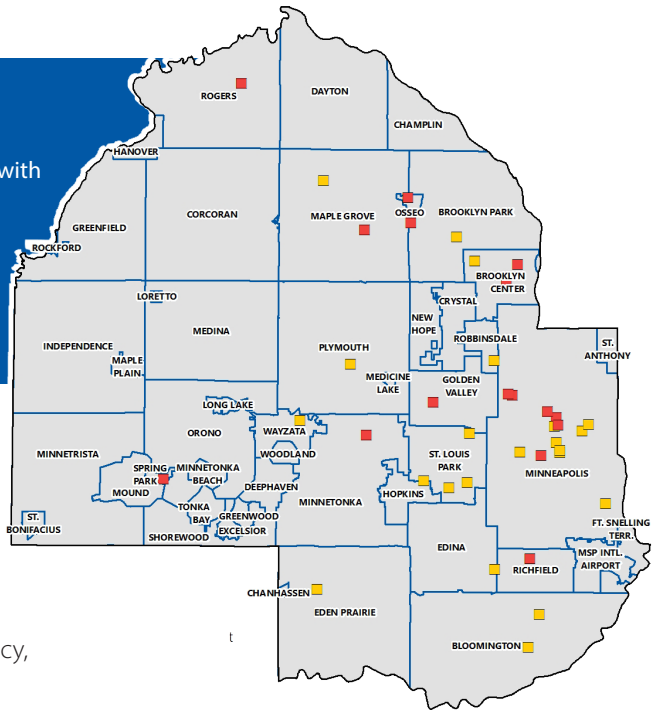 ROGERS
DAYTON
CHAMPLIN
HANOVER
with
GREENFIELD
CORCORAN
MAPLE GROVE
OSSEO
BROOKLYN PARK
ROCKFORD
BROOKLYN
CENTER
LORETTO
CRYSTAL
NEW
HOPE
INDEPENDENCE
MEDINA
PLYMOUTH
ROBBINSDALE
ST.
ANTHONY
MAPLE
PLAIN
MEDICINE
LAKE
GOLDEN
VALLEY
LONG LAKE
ORONO
WAYZATA
MINNETRISTA
WOODLAND
ST. LOUIS
PARK
SPRING
PARK
MINNETONKA
BEACH
MINNEAPOLIS
MOUND
DEEPHAVEN
HOPKINS
MINNETONKA
TONKA
BAY
GREENWOOD
ST.
BONIFACIUS
EXCELSIOR
SHOREWOOD
FT. SNELLING
TERR.
EDINA
MSP INTL.
AIRPORT
RICHFIELD
CHANHASSEN
EDEN PRAIRIE
t
cy,
BLOOMINGTON